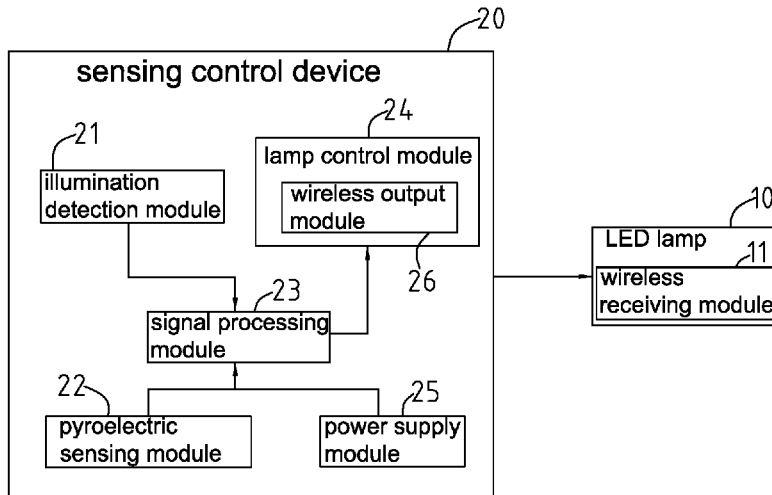 20
sensing control device
21
24
illumination
detection module
lamp control module
wireless output
module
26
10
LED lamp
11
wireless
receiving module
23
signal processing
module
22
pyroelectric
sensing module
25
power supply
module